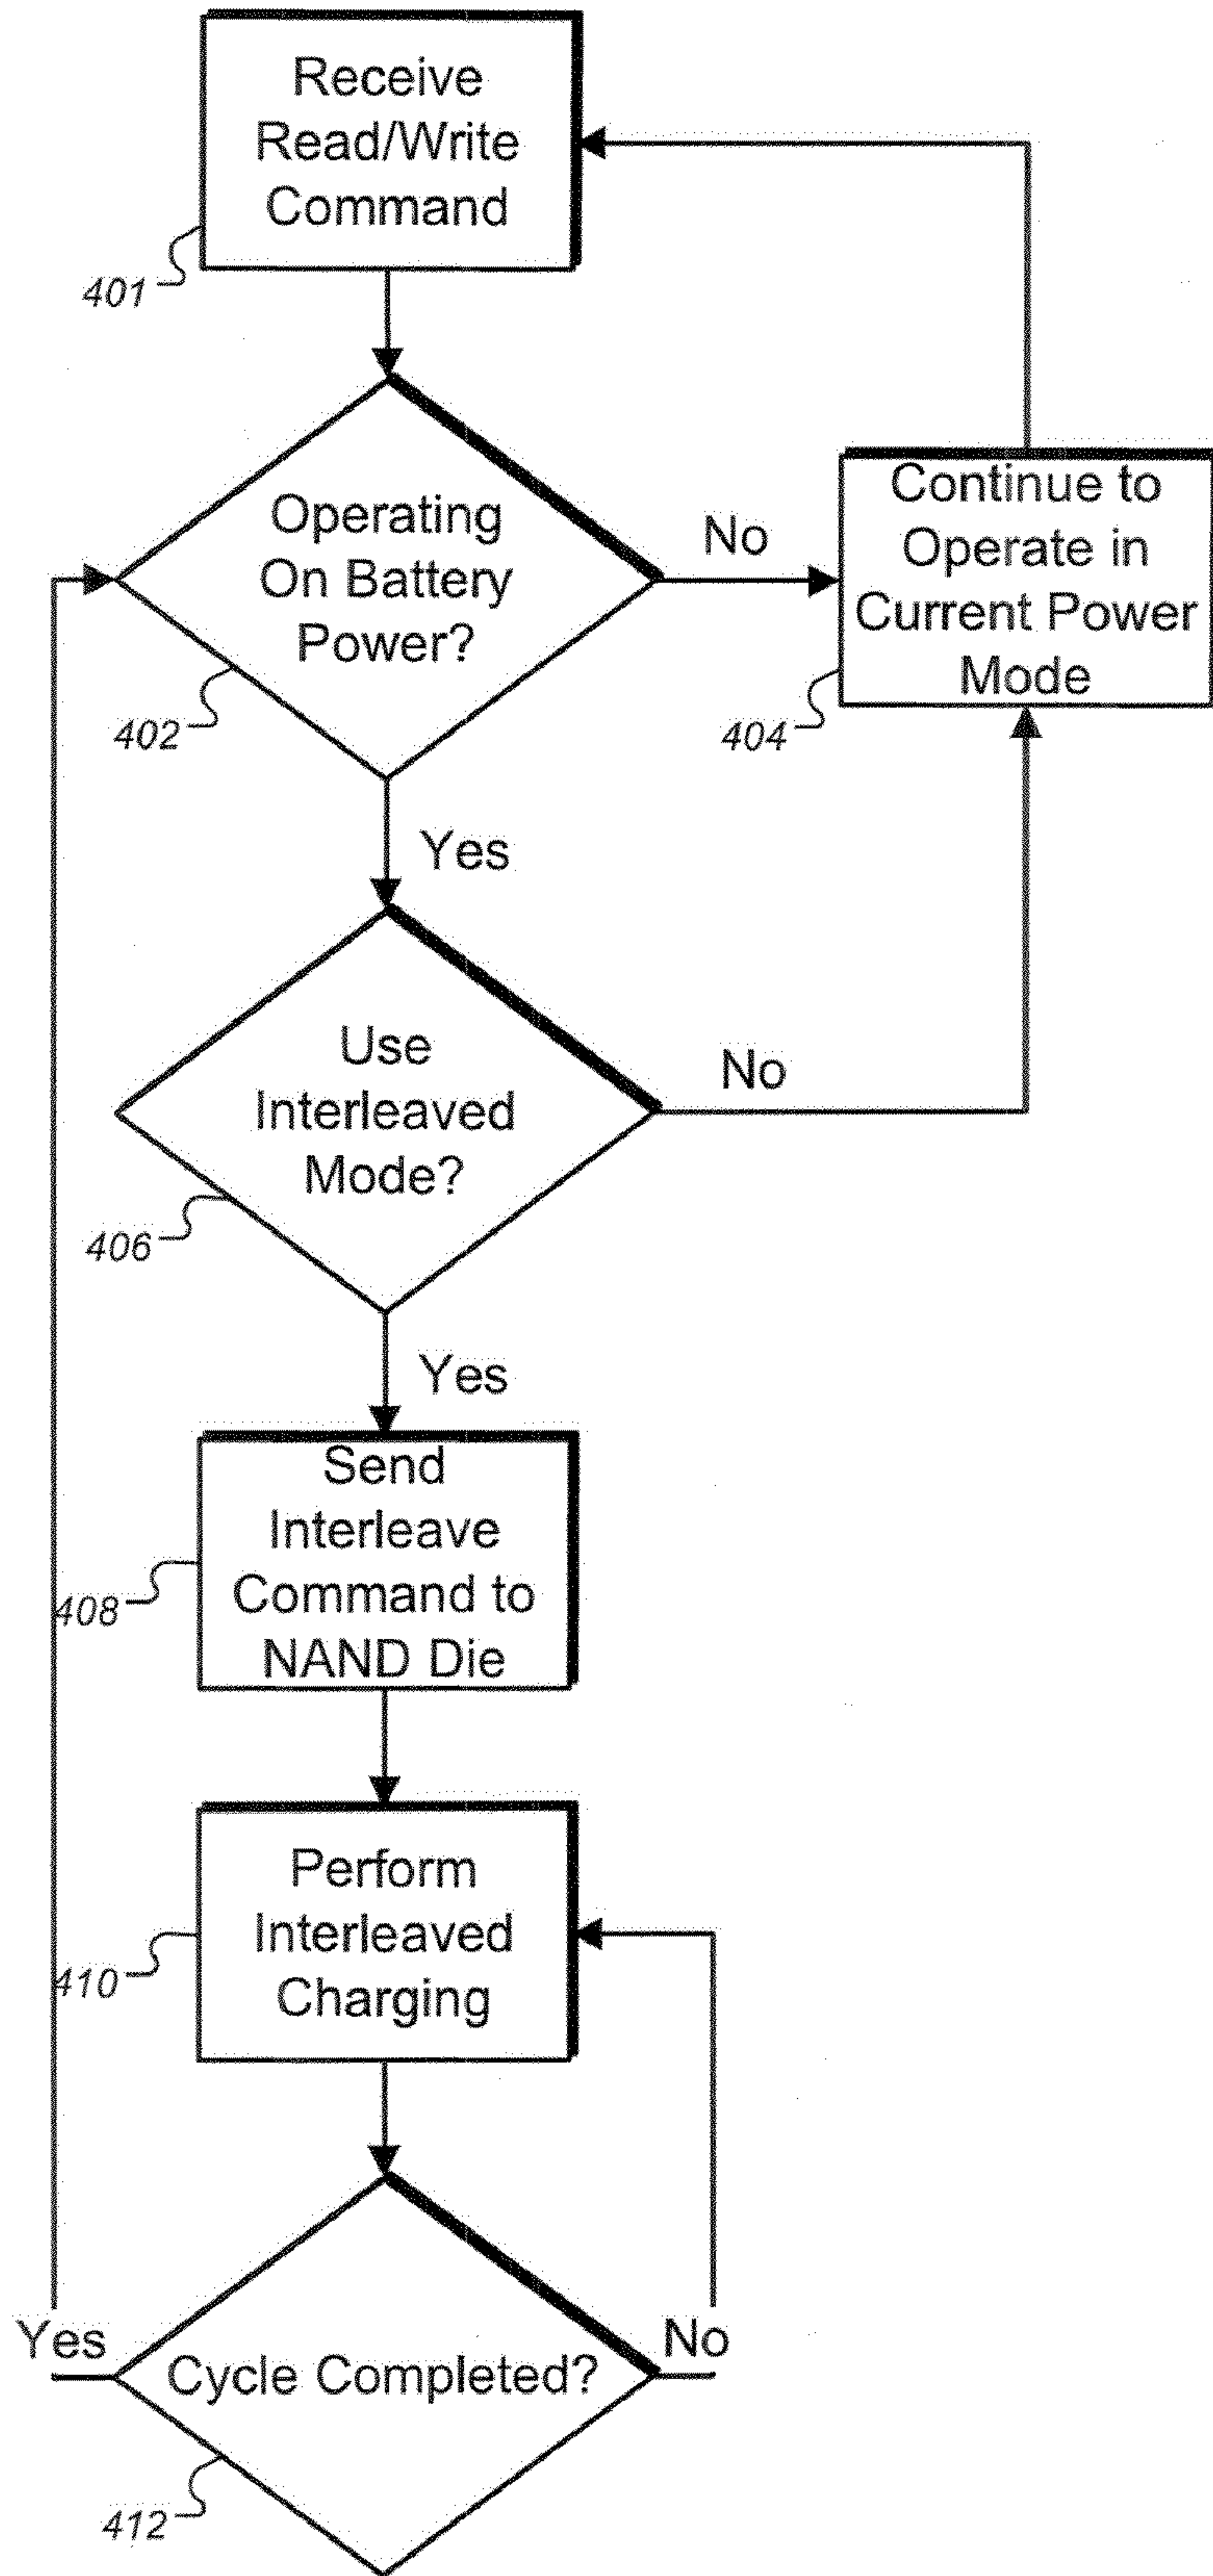 Receive
Read/Write
Command
401
Operating
On Battery
Power?
402
No
Continue to
Operate in
Current Power
Mode
404
Yes
Use
Interleaved
Mode?
406
No
Yes
Send
Interleave
Command to
NAND Die
408
Perform
Interleaved
Charging
410
Yes
Cycle Completed?
No
412